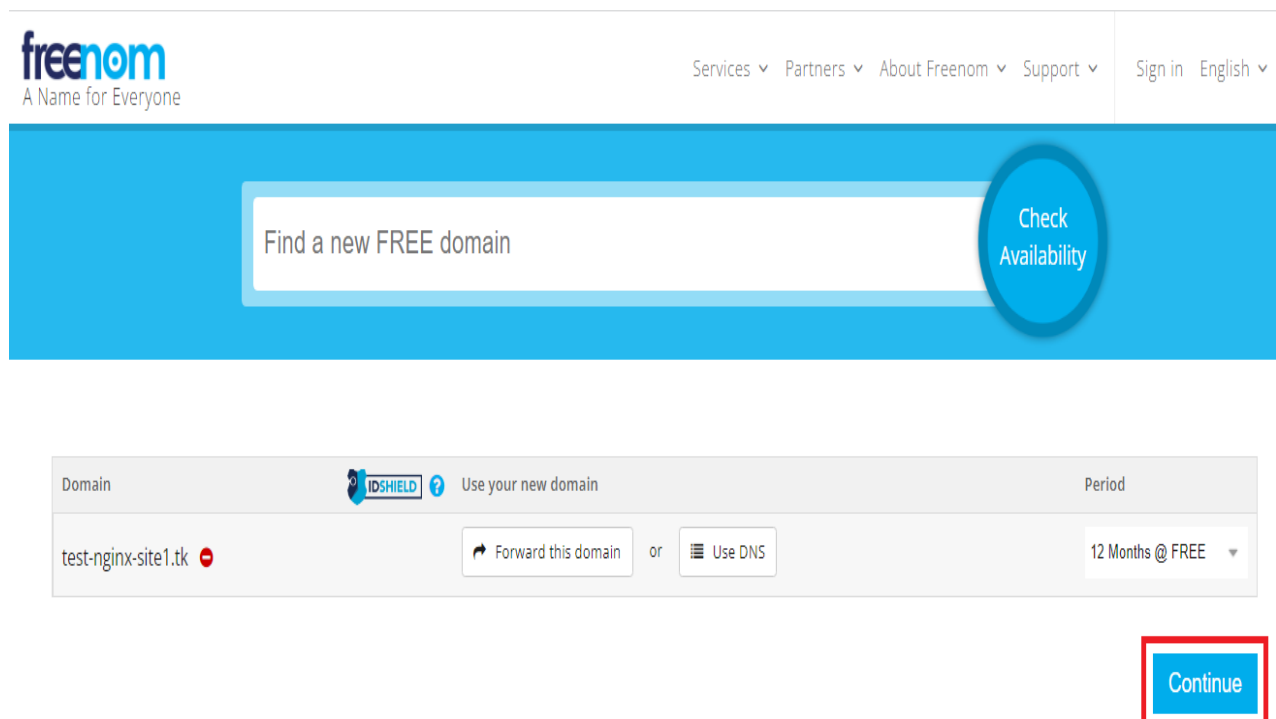 freenom
A Name for Everyone
Services Partners About Freenom Support Sign in English
Find a new FREE domain
Check
Availability
Domain IDSHIELD ? Use your new domain Period
test-nginx-site1.tk Forward this domain or Use DNS 12 Months @ FREE
Continue